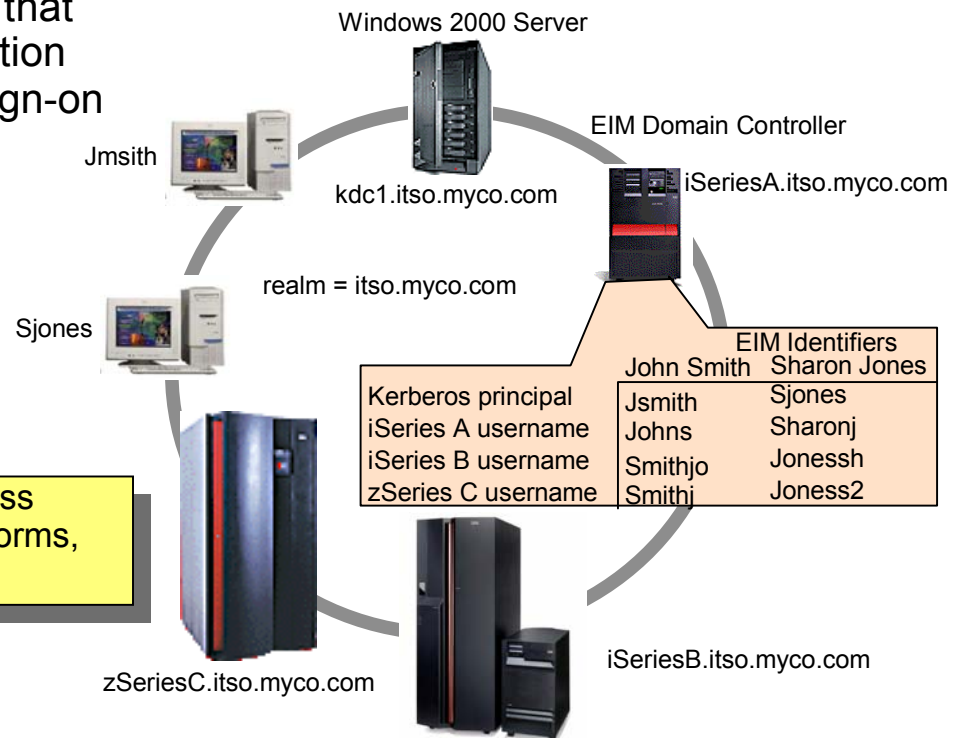 that
tion
gn-on
Windows 2000 Server
Jmsith
EIM Domain Controller
kdc1.itso.myco.com
iSeriesA.itso.myco.com
realm = itso.myco.com
Sjones
EIM Identifiers
John Smith Sharon Jones
Kerberos principal Jsmith Sjones
iSeries A username Johns Sharonj
iSeries B username Smithjo Jonessh
zSeries C username Smithj Joness2
ss
orms,
iSeriesB.itso.myco.com
zSeriesC.itso.myco.com